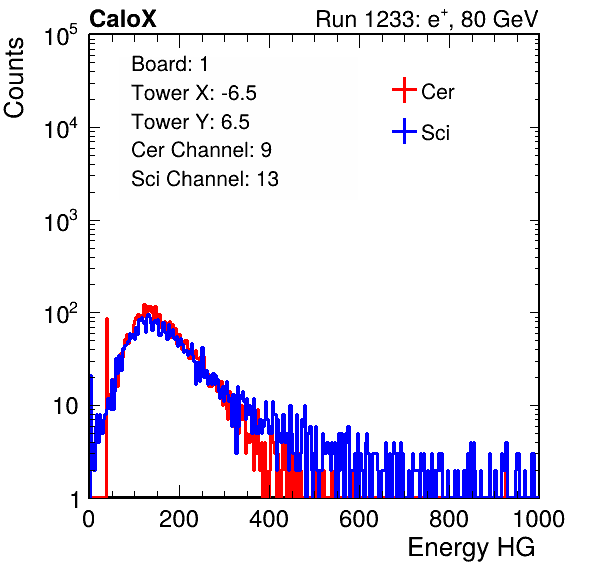 CaloX Run 1233: e⁺, 80 GeV
Counts
Board: 1
Tower X: -6.5
Tower Y: 6.5
Cer Channel: 9
Sci Channel: 13
Cer
Sci
10⁵
10⁴
10³
10²
10
1
0 200 400 600 800 1000
Energy HG